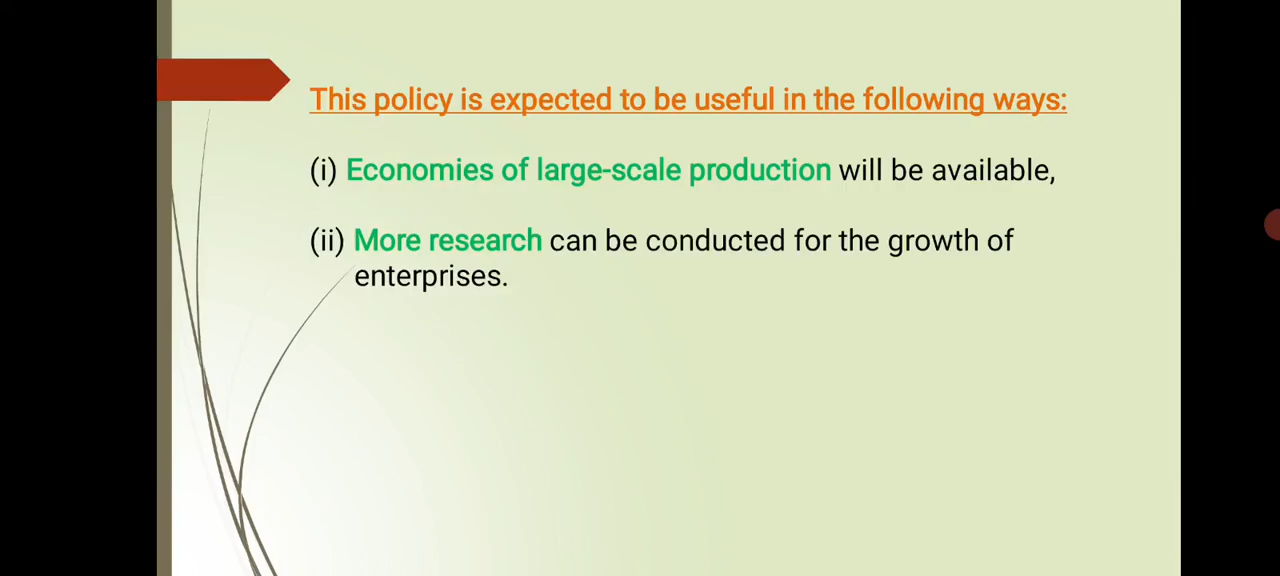 This policy is expected to be useful in the following ways:
(i) Economies of large-scale production will be available,
(ii) More research can be conducted for the growth of
enterprises.